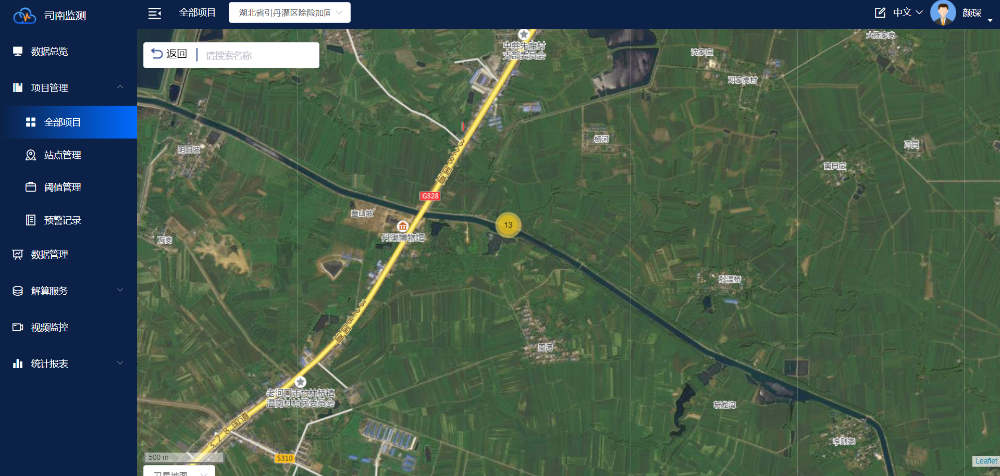 司南监测
全部项目
湖北省引丹灌区除险加固
中文
颜琛
数据总览
项目管理
全部项目
站点管理
阈值管理
预警记录
数据管理
解算服务
视频监控
统计报表
返回
请搜索名称
中共朱庄村
支部委员会
大陈家岗
沈家庄
邓家岗村
杨河
冯园
南田庄
阴阳坡
328国道
G328
童山坡
丹渠博物馆
万岗
13
张温桥
328国道
周湾
老河口市竹林桥镇
温岗村村民委员会
靳龙沟
李则尧
328国道
S310
500 m
卫星地图
Leaflet